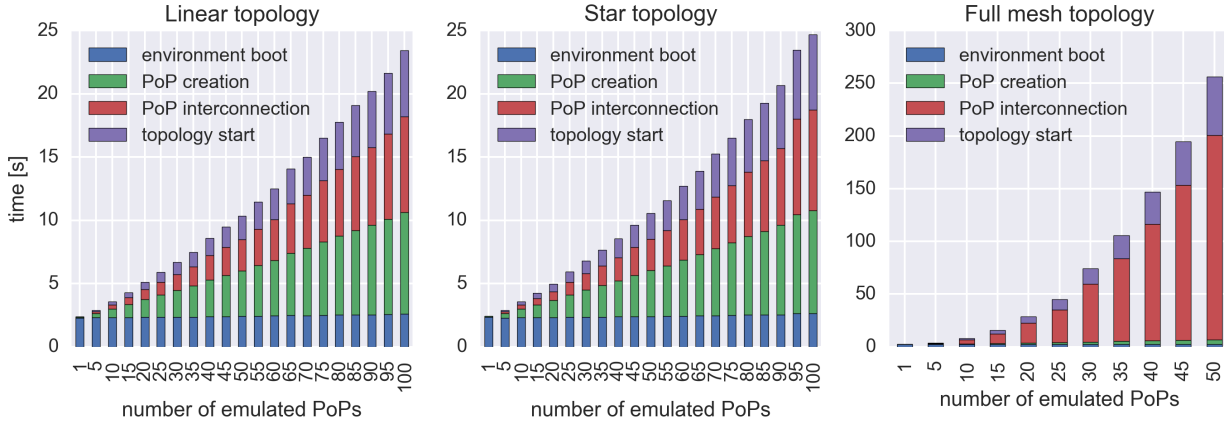 Linear topology
25
20
15
10
5
0
time [s]
environment boot
PoP creation
PoP interconnection
topology start
1 5 10 15 20 25 30 35 40 45 50 55 60 65 70 75 80 85 90 95 100
number of emulated PoPs
Star topology
25
20
15
10
5
0
environment boot
PoP creation
PoP interconnection
topology start
1 5 10 15 20 25 30 35 40 45 50 55 60 65 70 75 80 85 90 95 100
number of emulated PoPs
Full mesh topology
300
250
200
150
100
50
0
environment boot
PoP creation
PoP interconnection
topology start
1 5 10 15 20 25 30 35 40 45 50
number of emulated PoPs